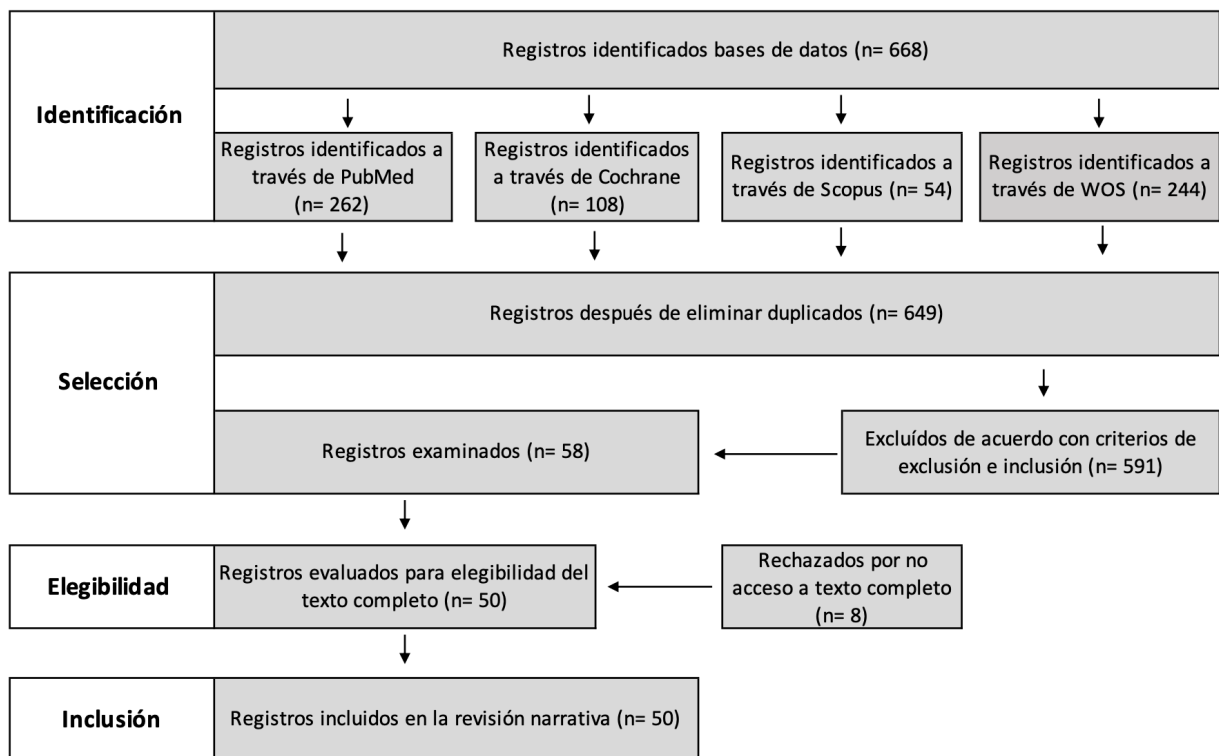 Identificación
Registros identificados bases de datos (n= 668)
Registros identificados a
través de PubMed
(n= 262)
Registros identificados
a través de Cochrane
(n= 108)
Registros identificados a
través de Scopus (n= 54)
Registros identificados a
través de WOS (n= 244)
Selección
Registros después de eliminar duplicados (n= 649)
Registros examinados (n= 58)
Excluídos de acuerdo con criterios de
exclusión e inclusión (n= 591)
Elegibilidad
Registros evaluados para elegibilidad del
texto completo (n= 50)
Rechazados por no
acceso a texto completo
(n= 8)
Inclusión
Registros incluidos en la revisión narrativa (n= 50)